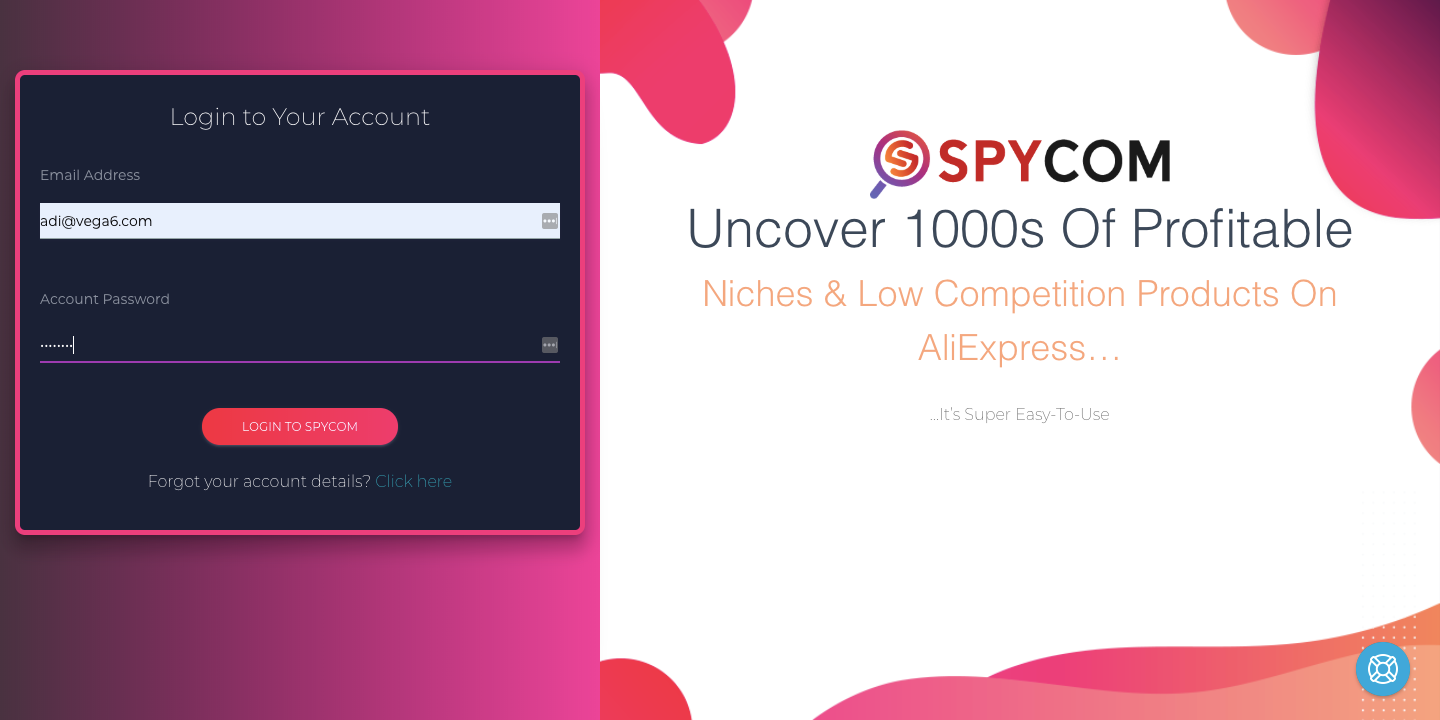 Login to Your Account
Email Address
adi@vega6.com
Account Password
••••••••
LOGIN TO SPYCOM
Forgot your account details? Click here
SPYCOM
Uncover 1000s Of Profitable
Niches & Low Competition Products On
AliExpress...
...It's Super Easy-To-Use